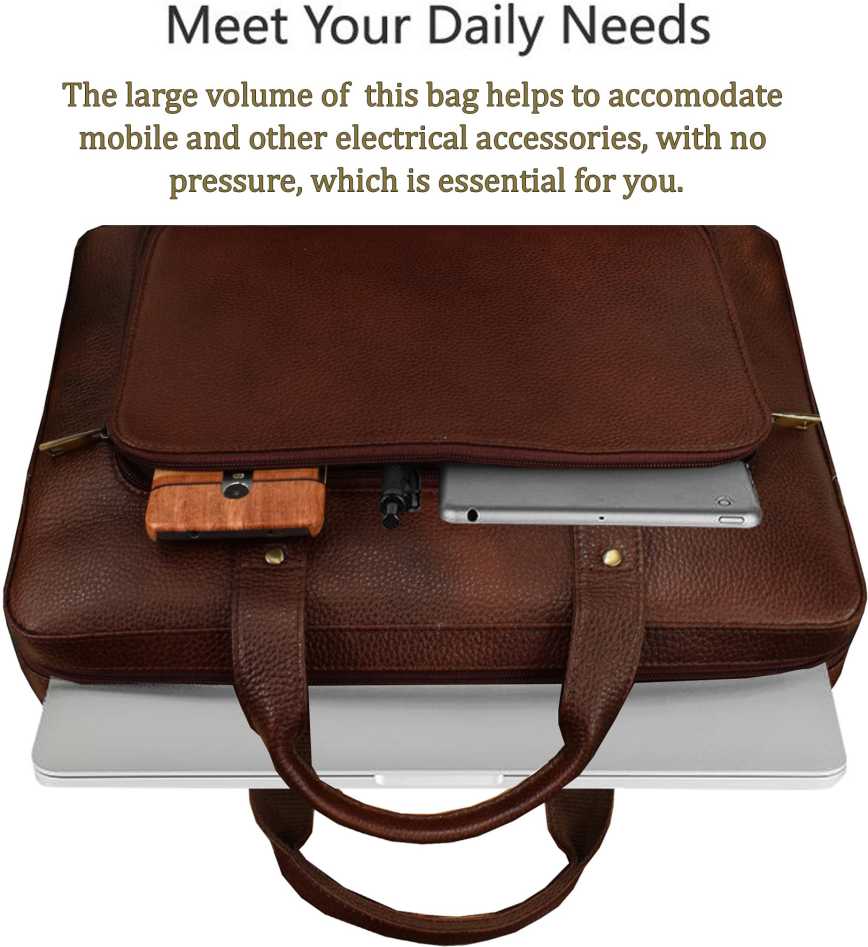 Meet Your Daily Needs
The large volume of this bag helps to accomodate
mobile and other electrical accessories, with no
pressure, which is essential for you.